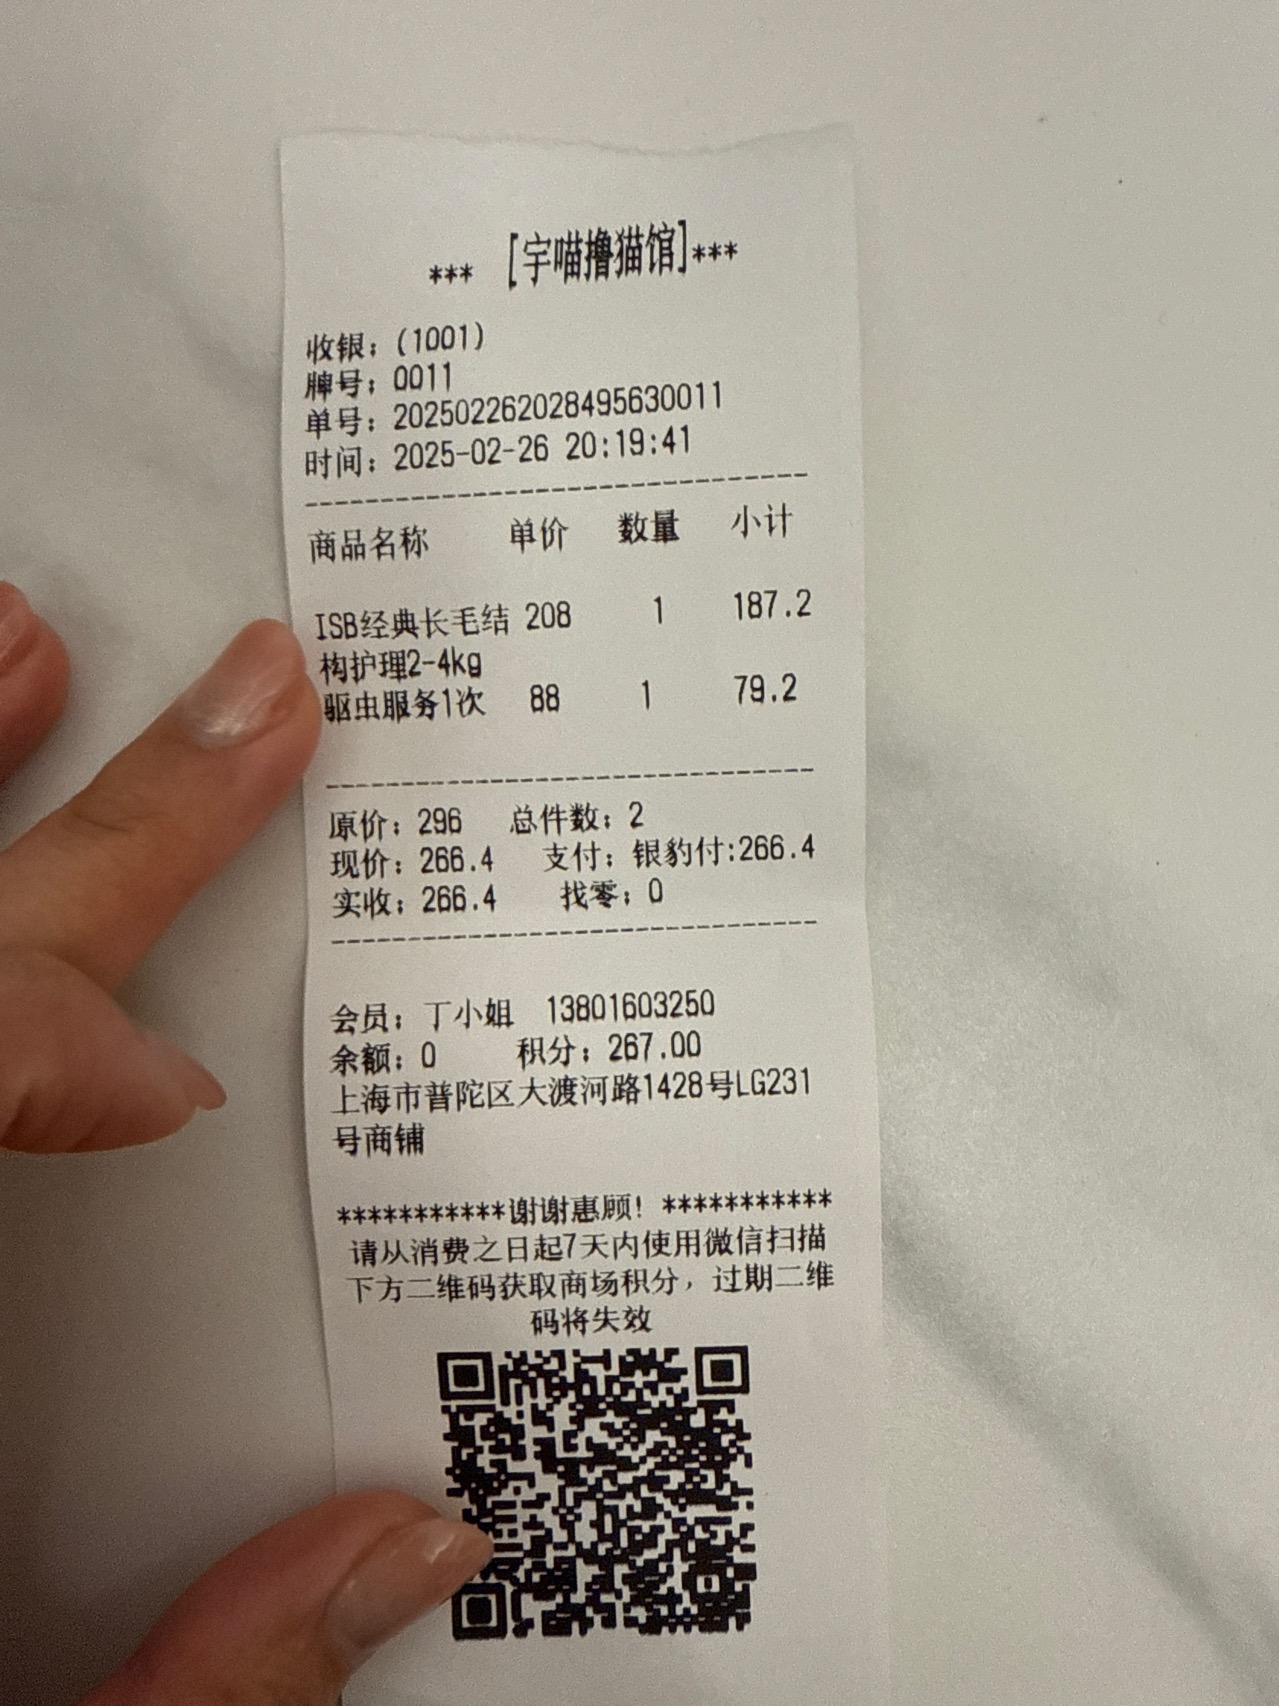 *** [宇喵撸猫馆]***
收银：(1001)
牌号：0011
单号：202502262028495630011
时间：2025-02-26 20:19:41
--------------------------------
商品名称 单价 数量 小计
ISB经典长毛结 208 1 187.2
构护理2-4kg
驱虫服务1次 88 1 79.2
--------------------------------
原价：296 总件数：2
现价：266.4 支付：银豹付:266.4
实收：266.4 找零：0
--------------------------------
会员：丁小姐 13801603250
余额：0 积分：267.00
上海市普陀区大渡河路1428号LG231
号商铺
***********谢谢惠顾! ***********
请从消费之日起7天内使用微信扫描
下方二维码获取商场积分，过期二维
码将失效